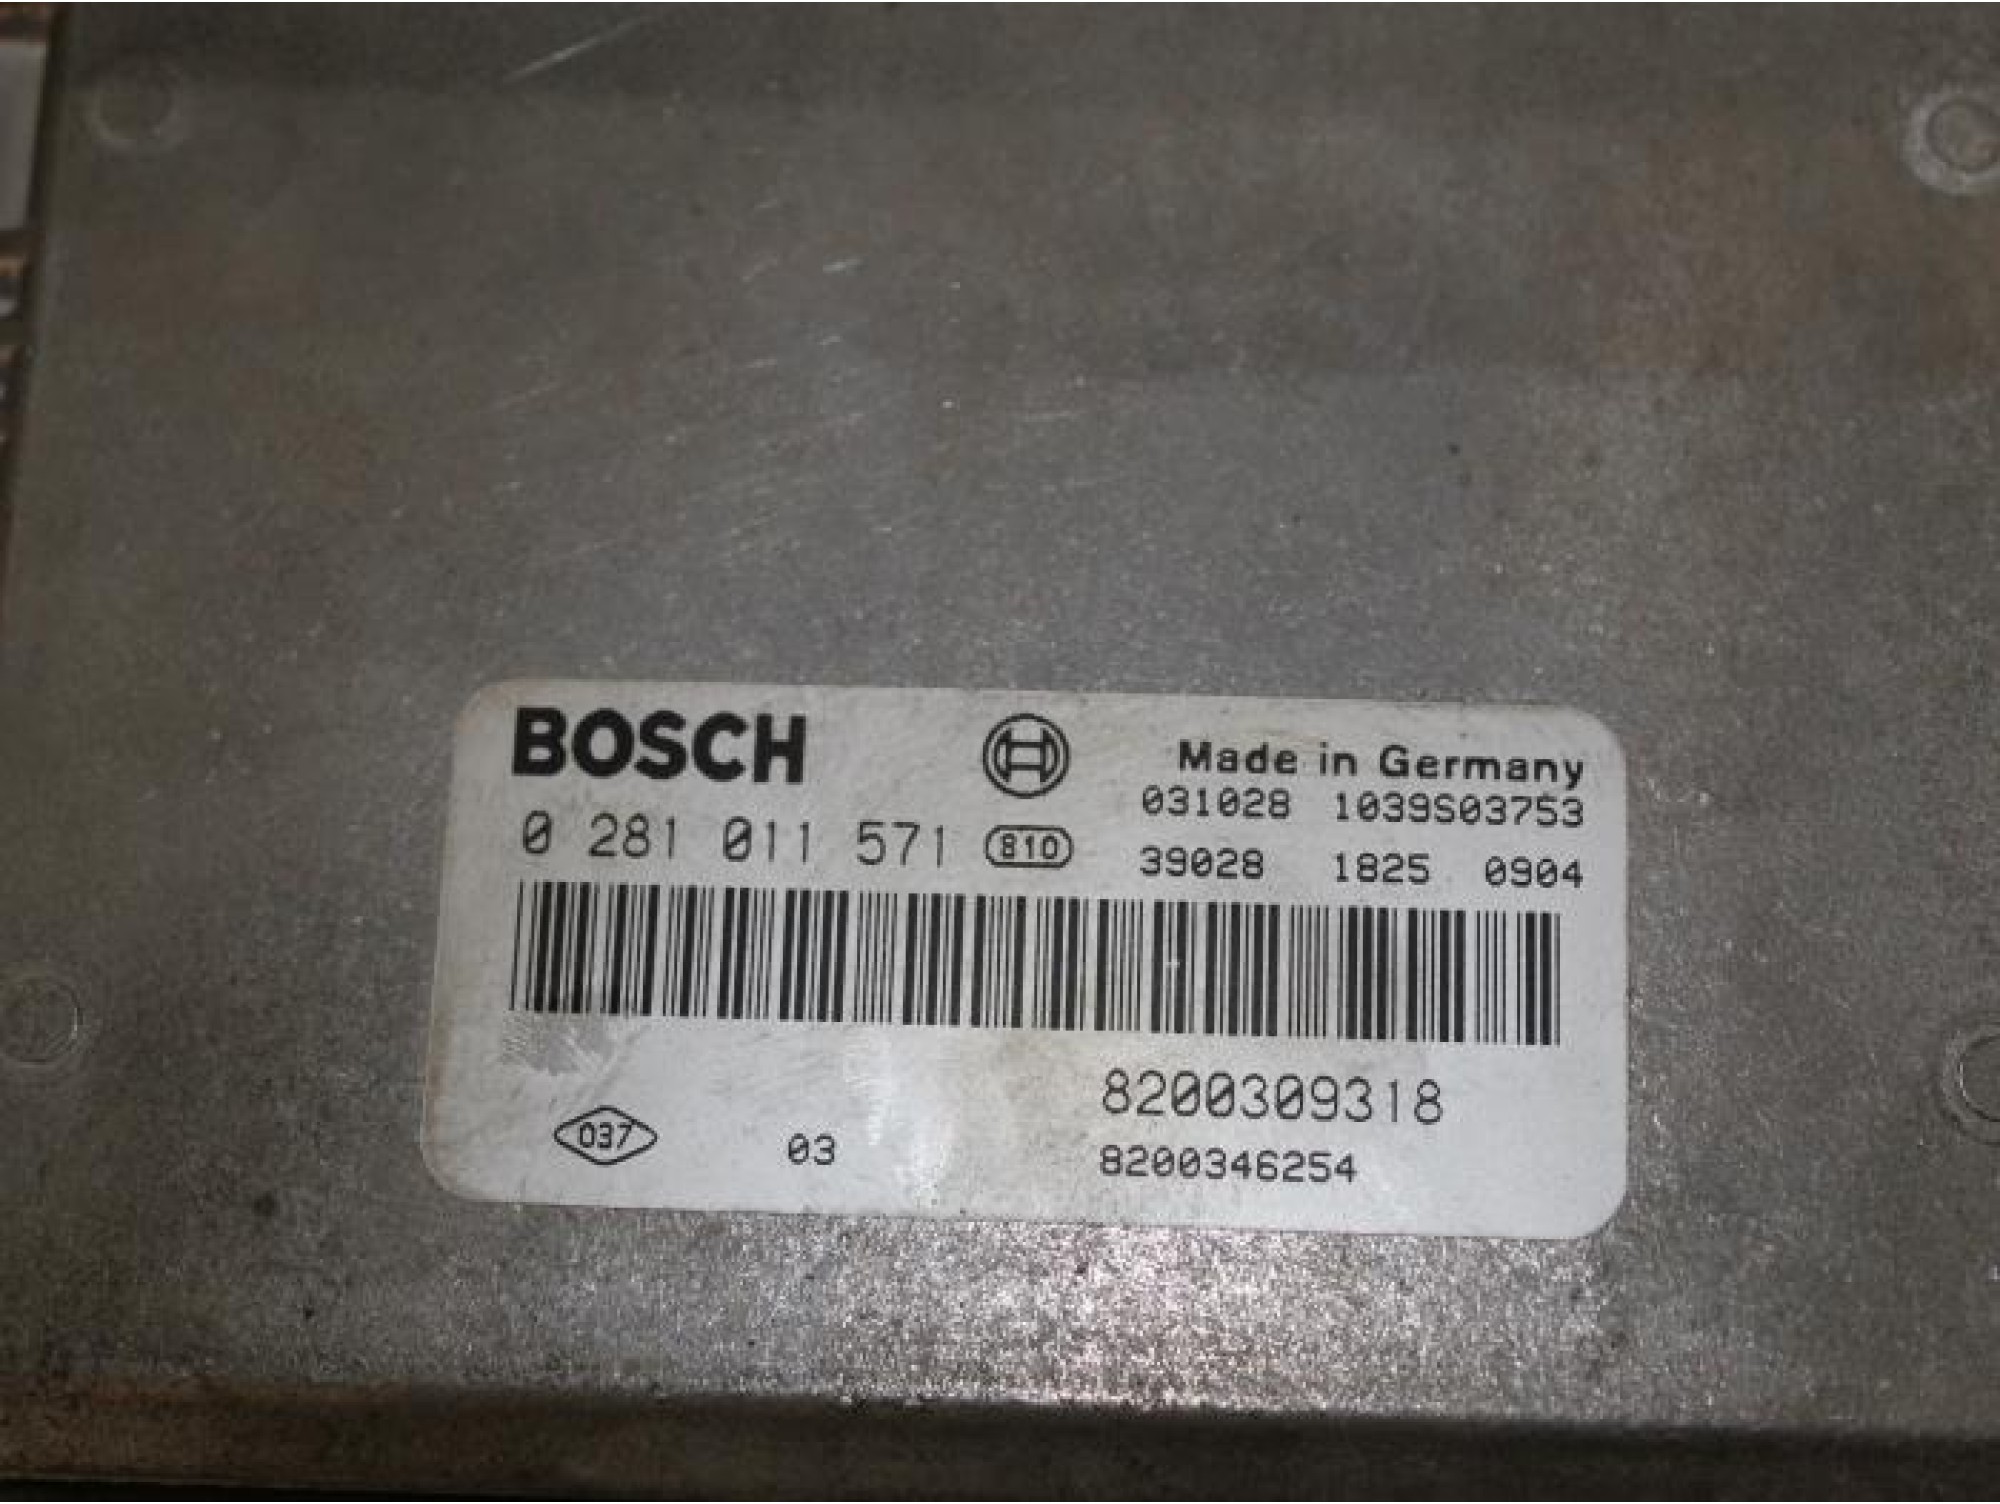 BOSCH
Made in Germany
031028 1039S03753
0 281 011 571 810
39028 1825 0904
8200309318
037 03
8200346254